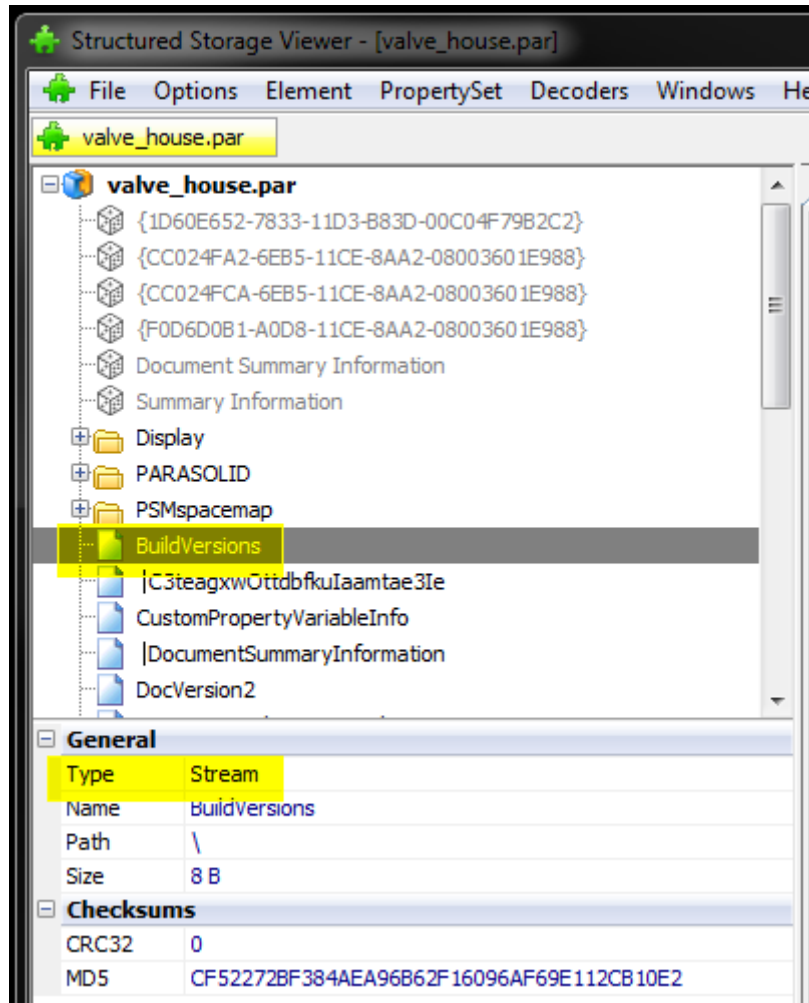 Structured Storage Viewer - [valve_house.par]
File Options Element PropertySet Decoders Windows He
valve_house.par
valve_house.par
{1D60E652-7833-11D3-B83D-00C04F79B2C2}
{CC024FA2-6EB5-11CE-8AA2-08003601E988}
{CC024FCA-6EB5-11CE-8AA2-08003601E988}
{F0D6D0B1-A0D8-11CE-8AA2-08003601E988}
Document Summary Information
Summary Information
Display
PARASOLID
PSMspacemap
BuildVersions
|C3teagxwOttdbfkuIaamtae3Ie
CustomPropertyVariableInfo
|DocumentSummaryInformation
DocVersion2
General
Type Stream
Name BuildVersions
Path \
Size 8 B
Checksums
CRC32 0
MD5 CF52272BF384AEA96B62F16096AF69E112CB10E2